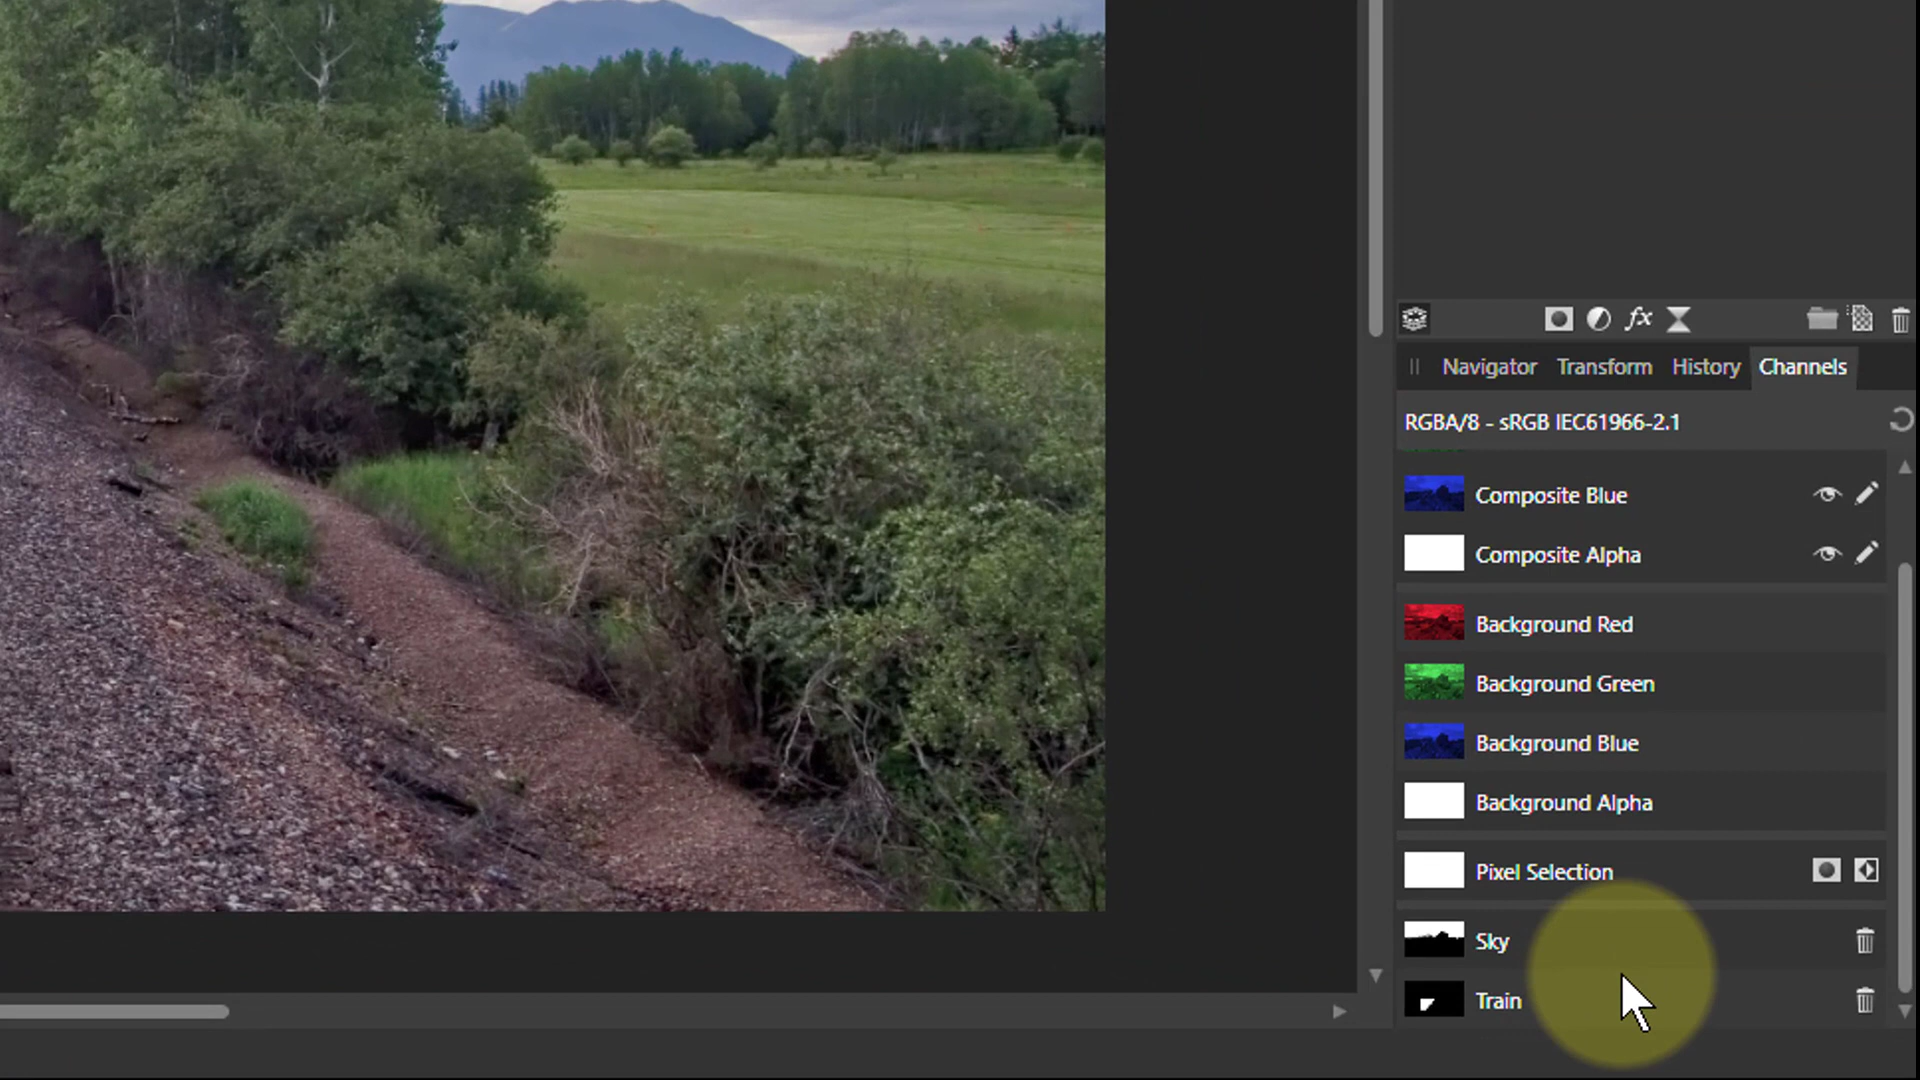 fx
Navigator Transform History Channels
RGBA/8 - sRGB IEC61966-2.1
Composite Blue
Composite Alpha
Background Red
Background Green
Background Blue
Background Alpha
Pixel Selection
Sky
Train